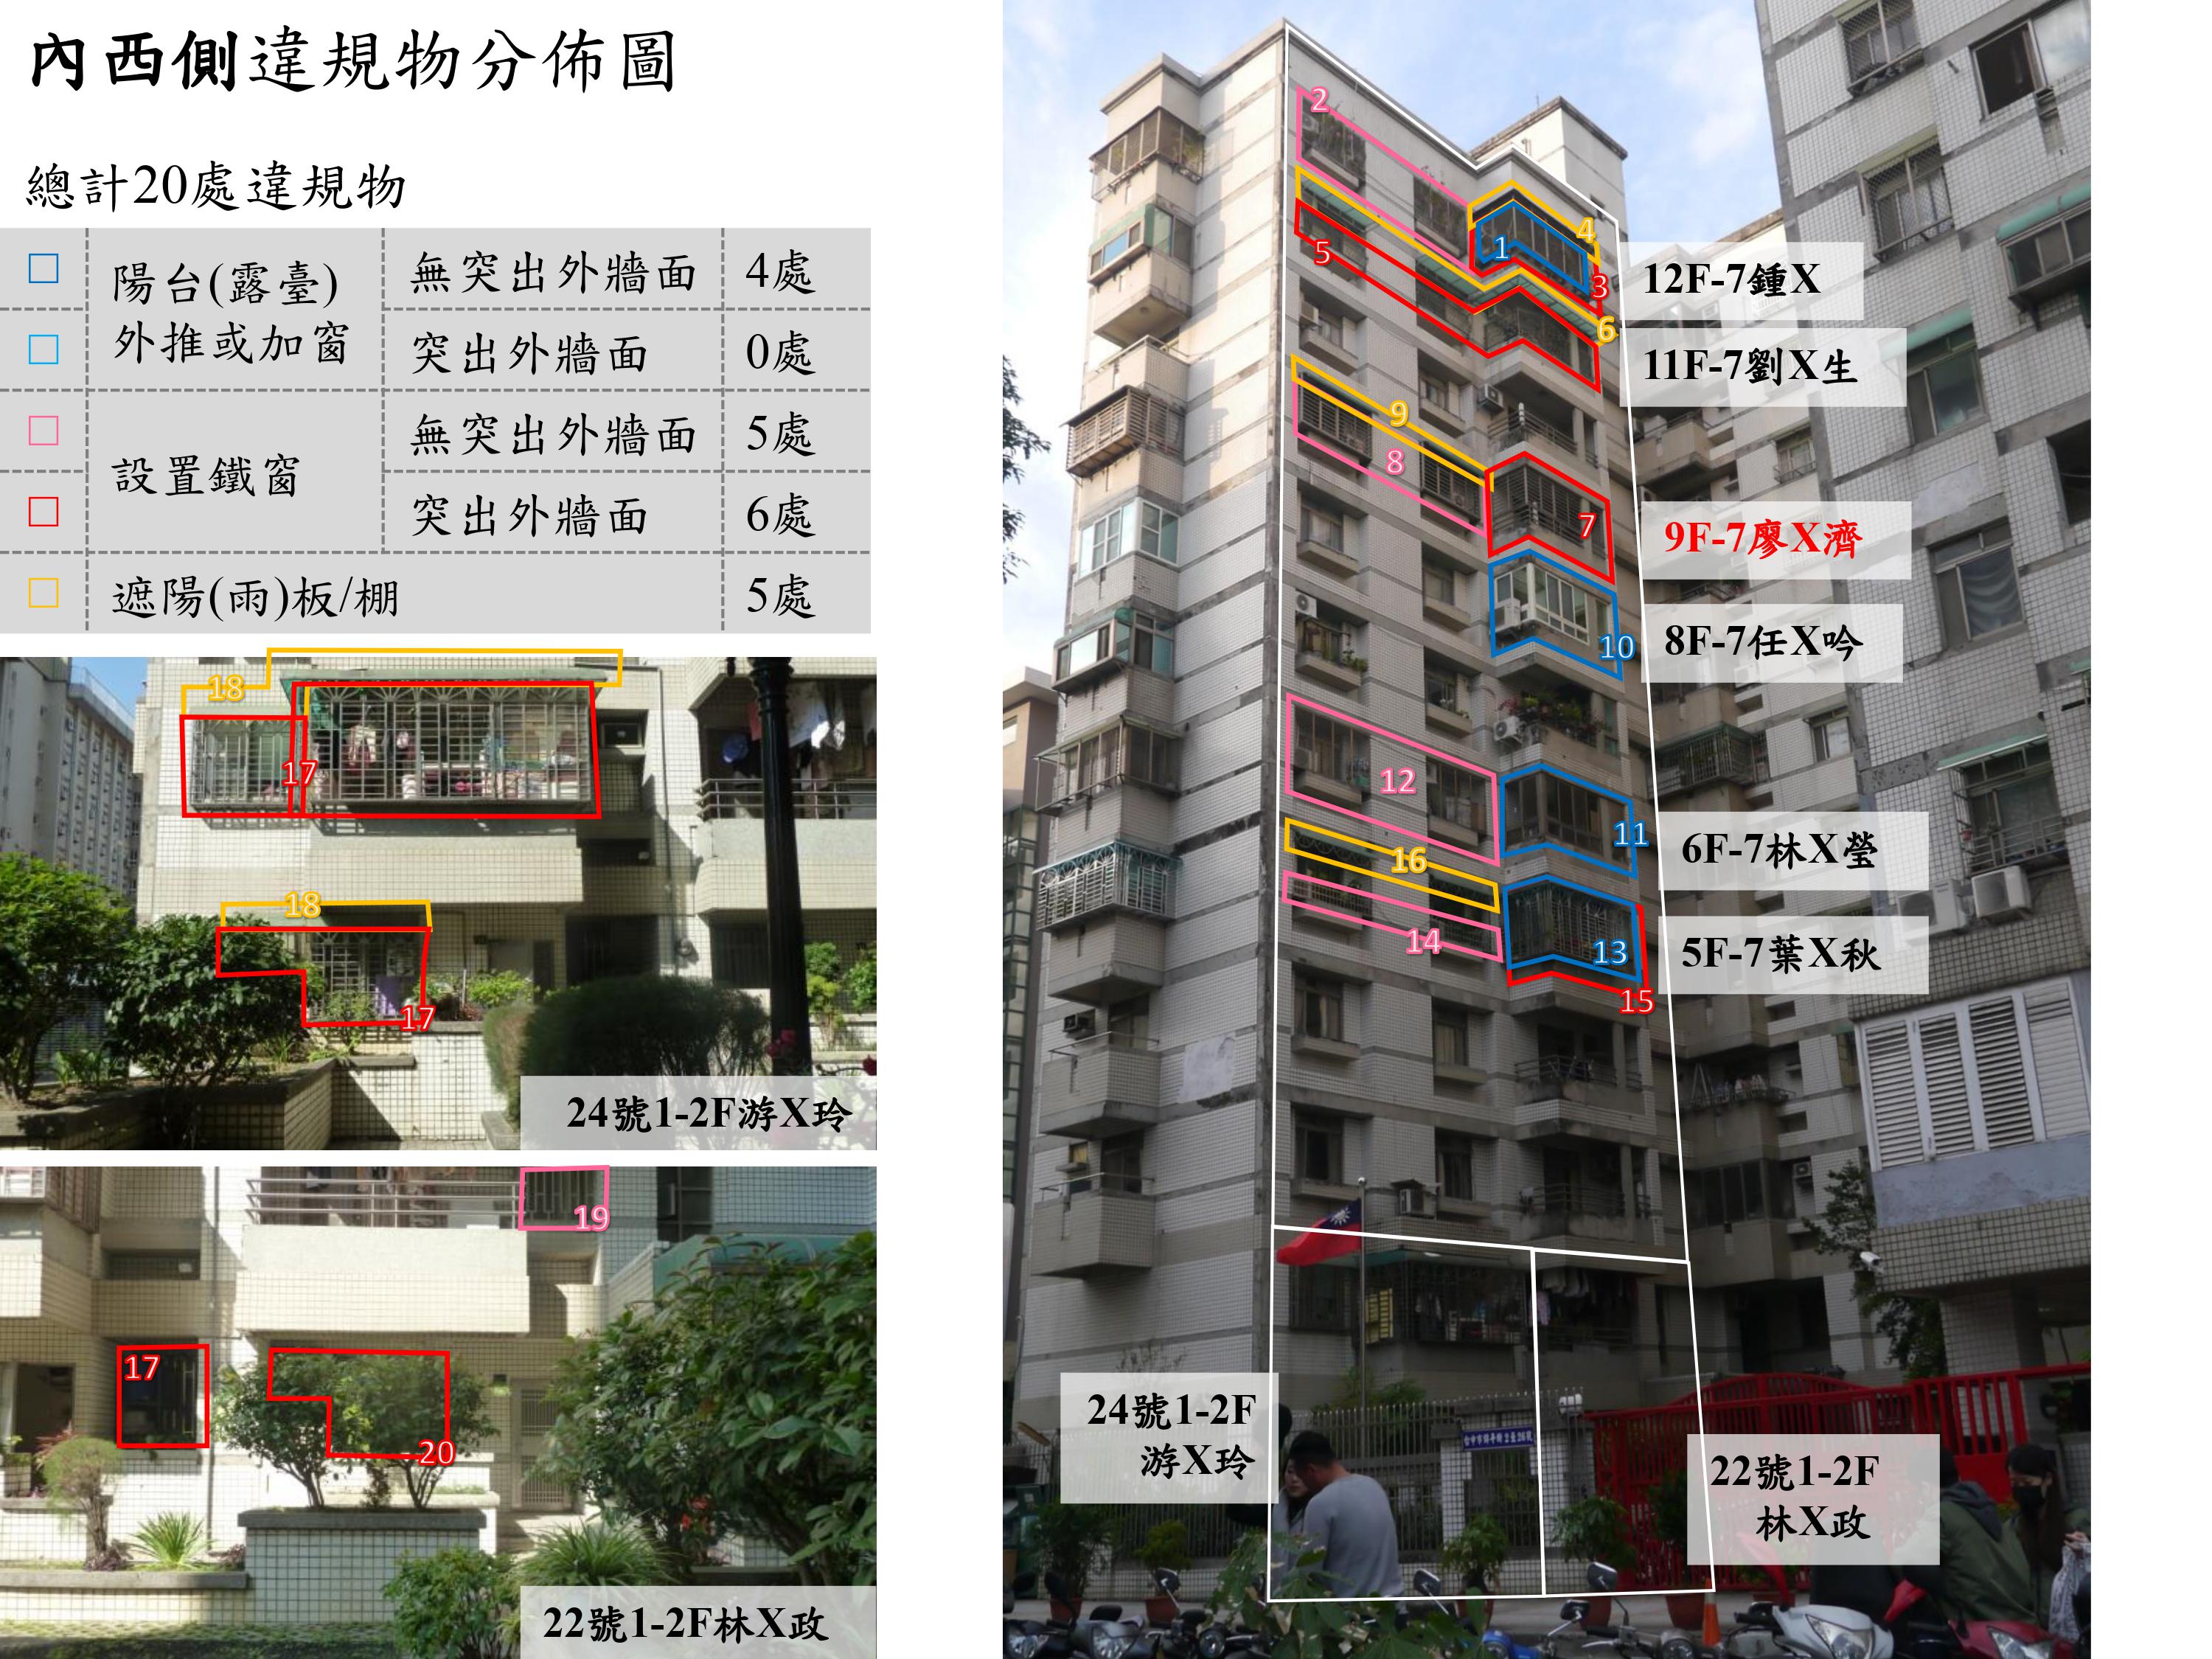 內西側違規物分佈圖
總計20處違規物
陽台(露臺)
外推或加窗
無突出外牆面
4處
突出外牆面
0處
設置鐵窗
無突出外牆面
5處
突出外牆面
6處
遮陽(雨)板/棚
5處
18
17
18
17
24號1-2F游X玲
19
17
20
22號1-2F林X政
2
4
1
5
3
6
12F-7鍾X
11F-7劉X生
9
8
7
9F-7廖X濟
10
8F-7任X吟
12
11
6F-7林X瑩
16
14
13
15
5F-7葉X秋
24號1-2F
游X玲
22號1-2F
林X政